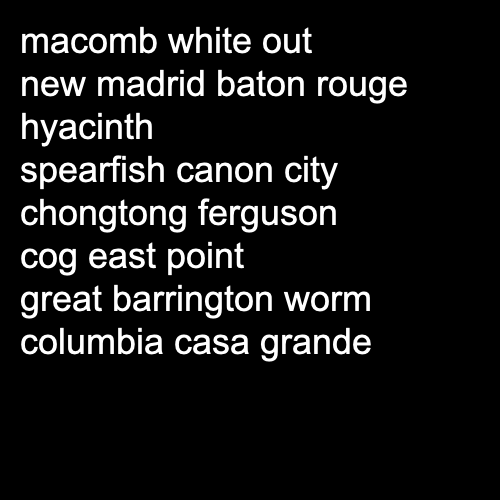 macomb white out
new madrid baton rouge
hyacinth
spearfish canon city
chongtong ferguson
cog east point
great barrington worm
columbia casa grande